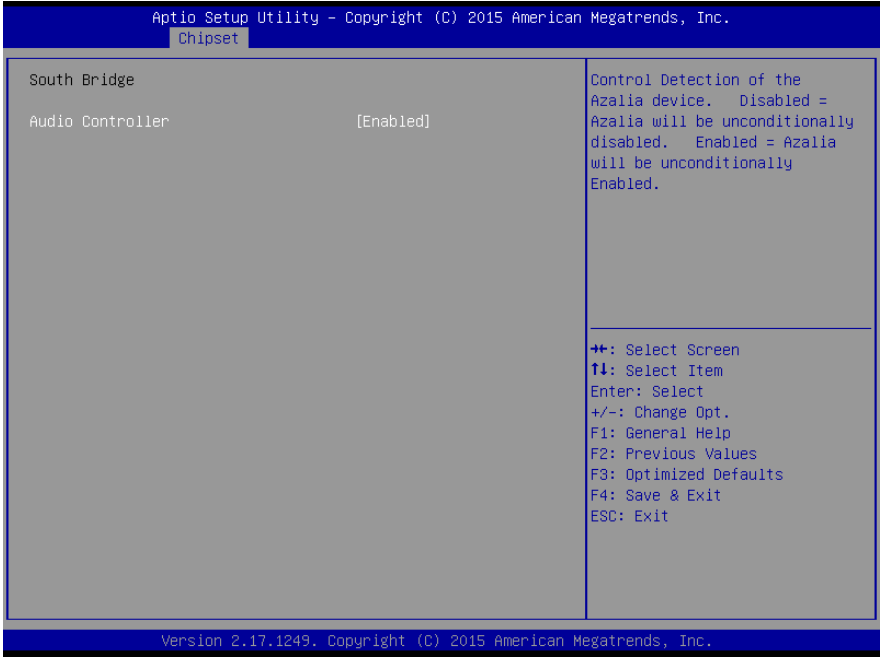 Aptio Setup Utility – Copyright (C) 2015 American Megatrends, Inc.
Chipset
South Bridge
Audio Controller [Enabled]
Control Detection of the
Azalia device. Disabled =
Azalia will be unconditionally
disabled. Enabled = Azalia
will be unconditionally
Enabled.
→←: Select Screen
↑↓: Select Item
Enter: Select
+/-: Change Opt.
F1: General Help
F2: Previous Values
F3: Optimized Defaults
F4: Save & Exit
ESC: Exit
Version 2.17.1249. Copyright (C) 2015 American Megatrends, Inc.